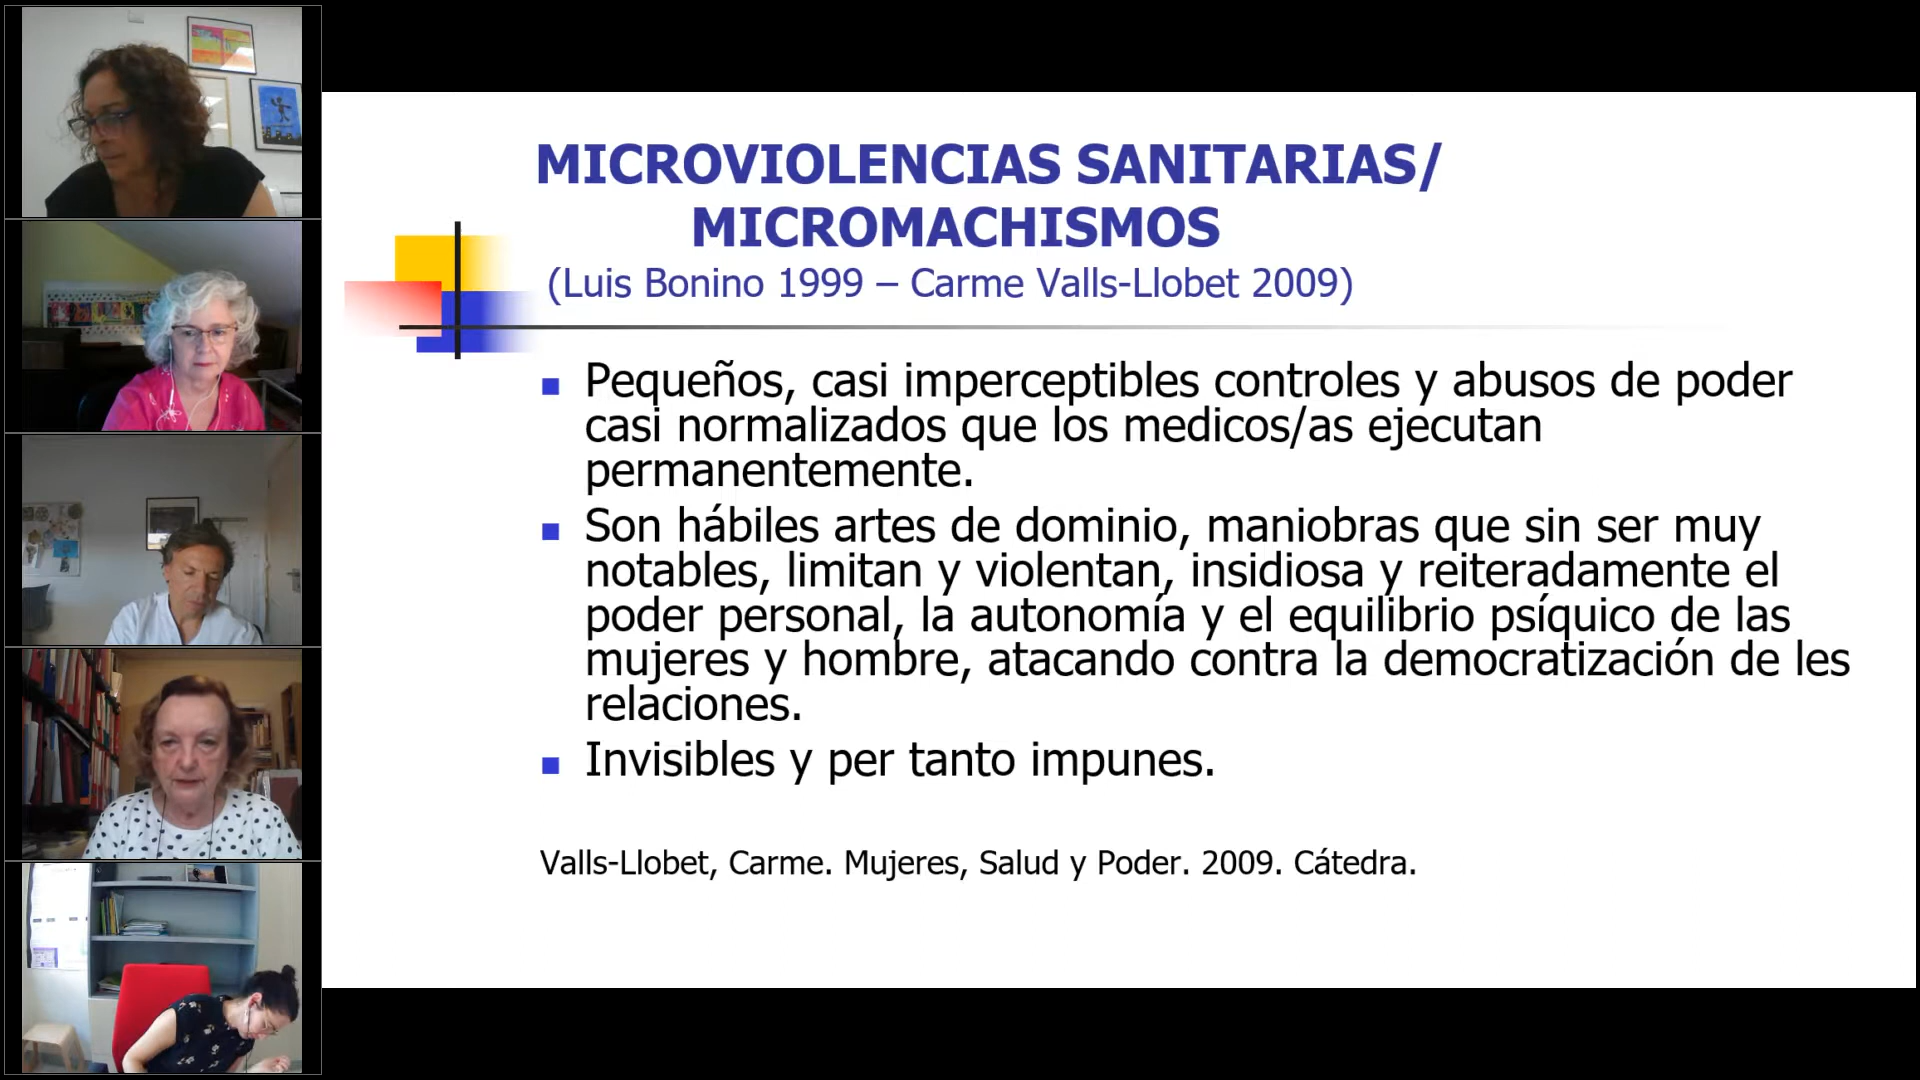 MICROVIOLENCIAS SANITARIAS/
MICROMACHISMOS
(Luis Bonino 1999 – Carme Valls-Llobet 2009)
Pequeños, casi imperceptibles controles y abusos de poder
casi normalizados que los medicos/as ejecutan
permanentemente.
Son hábiles artes de dominio, maniobras que sin ser muy
notables, limitan y violentan, insidiosa y reiteradamente el
poder personal, la autonomía y el equilibrio psíquico de las
mujeres y hombre, atacando contra la democratización de les
relaciones.
Invisibles y per tanto impunes.
Valls-Llobet, Carme. Mujeres, Salud y Poder. 2009. Cátedra.